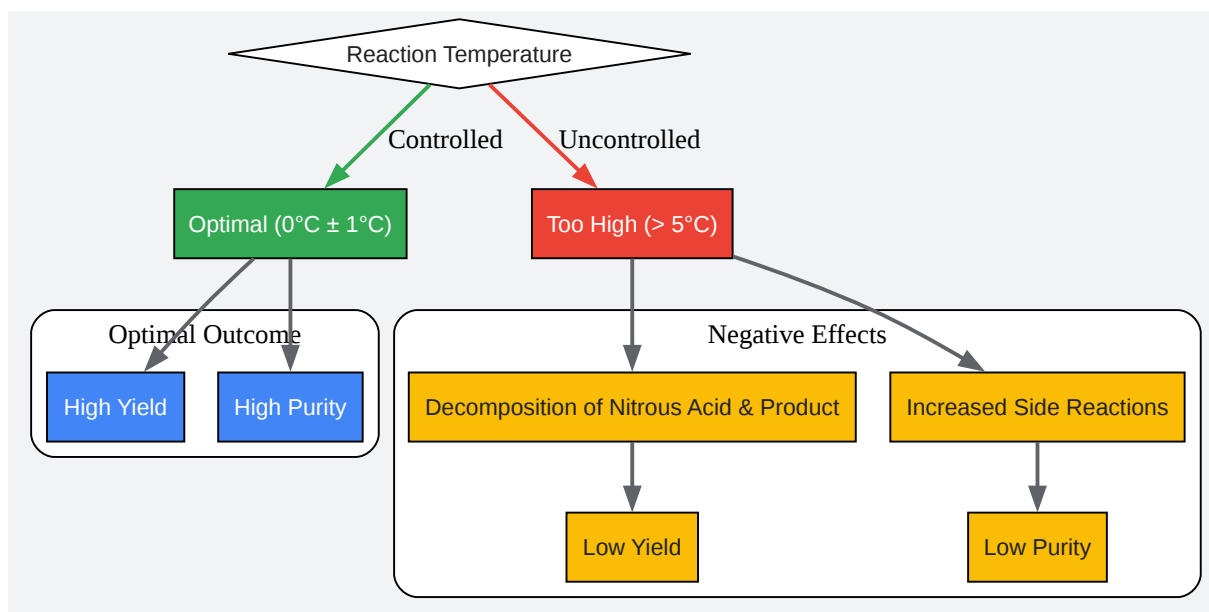 Reaction Temperature
Controlled
Uncontrolled
Optimal (0°C ± 1°C)
Too High (> 5°C)
Optimal Outcome
Negative Effects
High Yield
High Purity
Decomposition of Nitrous Acid & Product
Increased Side Reactions
Low Yield
Low Purity